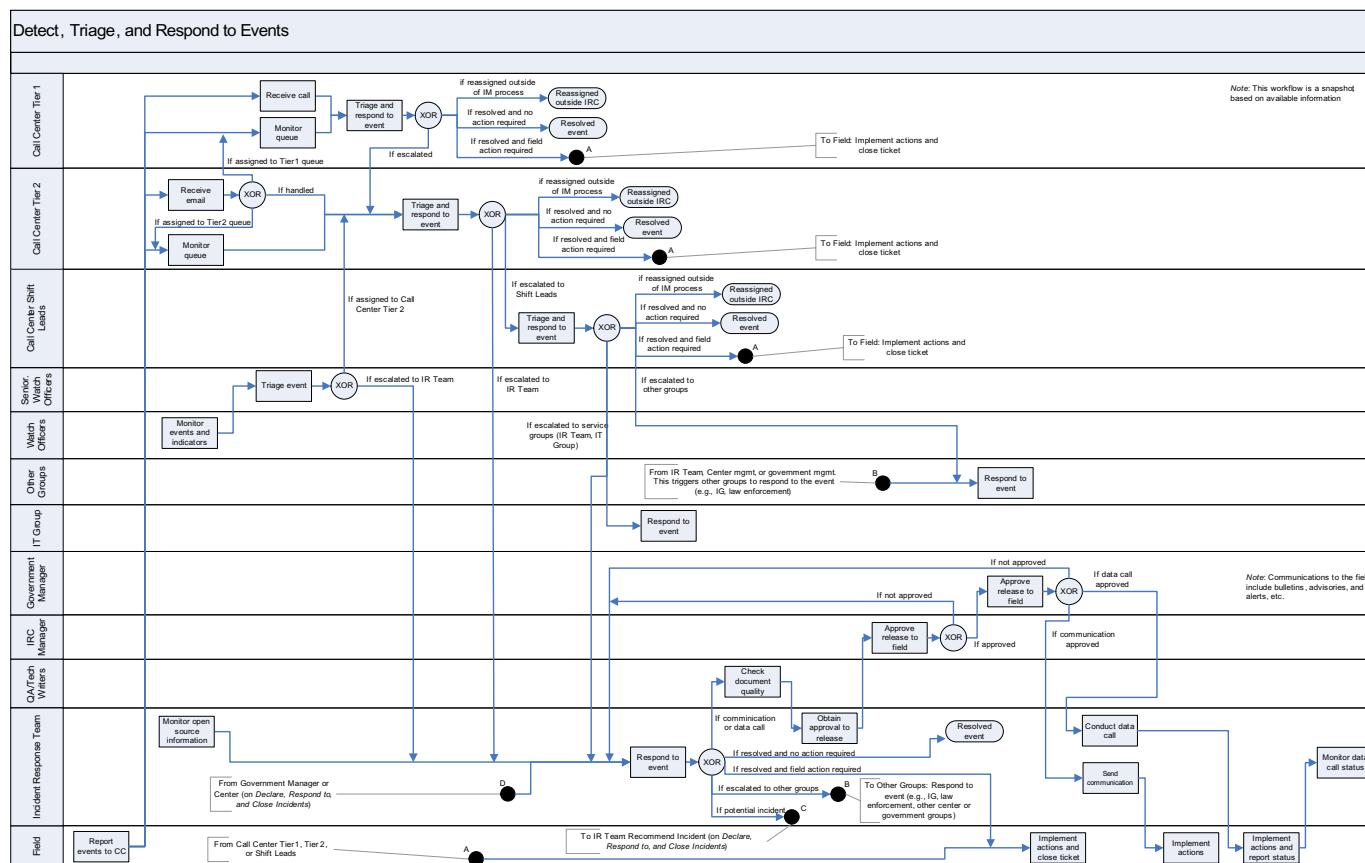 Detect, Triage, and Respond to Events
Call Center Tier 1
Receive call
Monitor
queue
Triage and
respond to
event
XOR
if reassigned outside
of IM process
Reassigned
outside IRC
If resolved and no
action required
Resolved
event
If resolved and field
action required
A
To Field: Implement actions and
close ticket
If escalated
If assigned to Tier1 queue
Note: This workflow is a snapshot,
based on available information
Call Center Tier 2
Receive
email
XOR
If handled
If assigned to Tier2 queue
Monitor
queue
Triage and
respond to
event
XOR
if reassigned outside
of IM process
Reassigned
outside IRC
If resolved and no
action required
Resolved
event
If resolved and field
action required
A
To Field: Implement actions and
close ticket
Call Center Shift
Leads
If assigned to Call
Center Tier 2
If escalated to
Shift Leads
Triage and
respond to
event
XOR
if reassigned outside
of IM process
Reassigned
outside IRC
If resolved and no
action required
Resolved
event
If resolved and field
action required
A
To Field: Implement actions and
close ticket
Senior
Watch
Officers
Triage event
XOR
If escalated to IR Team
If escalated to
IR Team
If escalated to
other groups
Watch
Officers
Monitor
events and
indicators
If escalated to service
groups (IR Team, IT
Group)
Other
Groups
From IR Team, Center mgmt, or government mgmt.
This triggers other groups to respond to the event
(e.g., IG, law enforcement)
B
Respond to
event
IT Group
Respond to
event
Government
Manager
If not approved
If not approved
Approve
release to
field
XOR
If data call
approved
Note: Communications to the fiel
include bulletins, advisories, and
alerts, etc.
IRC
Manager
Approve
release to
field
XOR
If approved
If communication
approved
QA/Tech
Writers
Check
document
quality
Incident Response Team
Monitor open
source
information
If commincation
or data call
Obtain
approval to
release
Resolved
event
Conduct data
call
Respond to
event
XOR
If resolved and no action required
If resolved and field action required
If escalated to other groups
B
To Other Groups: Respond to
event (e.g., IG, law
enforcement, other center or
government groups)
If potential incident
C
Send
communication
Monitor data
call status
From Government Manager or
Center (on Declare, Respond to,
and Close Incidents)
D
Field
Report
events to CC
From Call Center Tier1, Tier 2,
or Shift Leads
A
To IR Team: Recommend Incident (on Declare,
Respond to, and Close Incidents)
Implement
actions and
close ticket
Implement
actions
Implement
actions and
report status